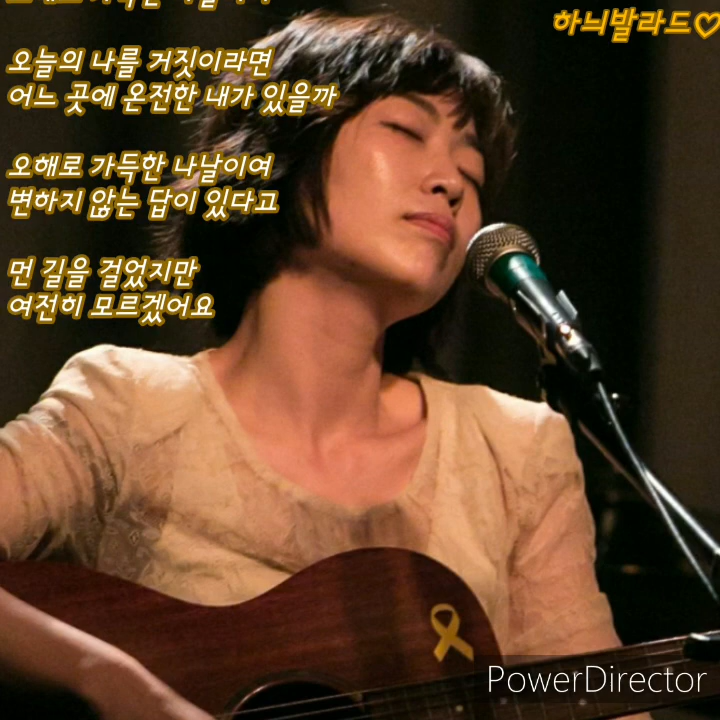 하늬발라드♡
오늘의 나를 거짓이라면
어느 곳에 온전한 내가 있을까
오해로 가득한 나날이여
변하지 않는 답이 있다고
먼 길을 걸었지만
여전히 모르겠어요
PowerDirector